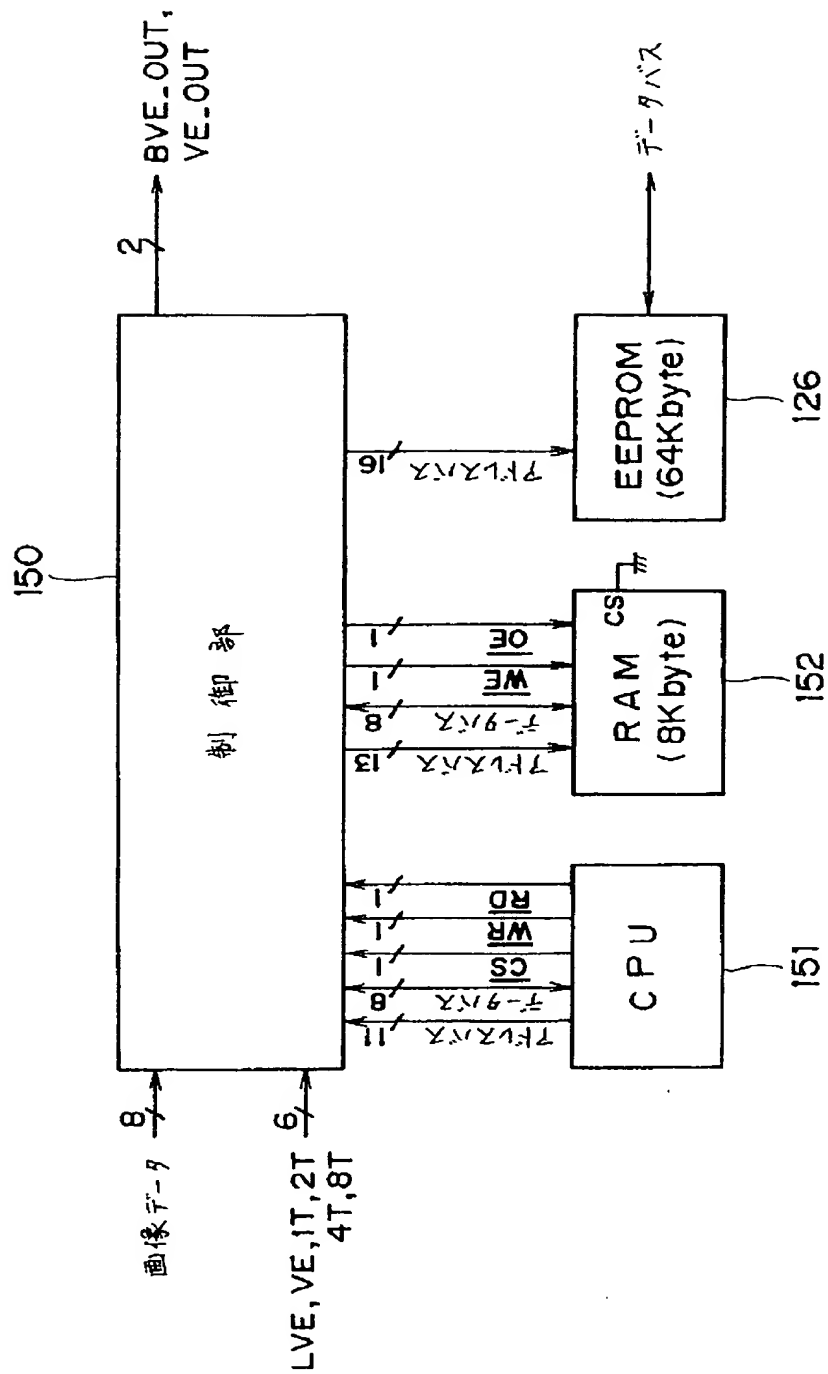 150
画像データ
8
LVE, VE, 1T, 2T
4T, 8T
6
制御部
2
BVE_OUT,
VE_OUT
11
アドレスバス
8
データバス
1
CS
1
WR
1
RD
13
アドレスバス
8
データバス
1
WE
1
OE
16
アドレスバス
CPU
151
RAM
(8Kbyte)
CS
152
EEPROM
(64Kbyte)
126
データバス